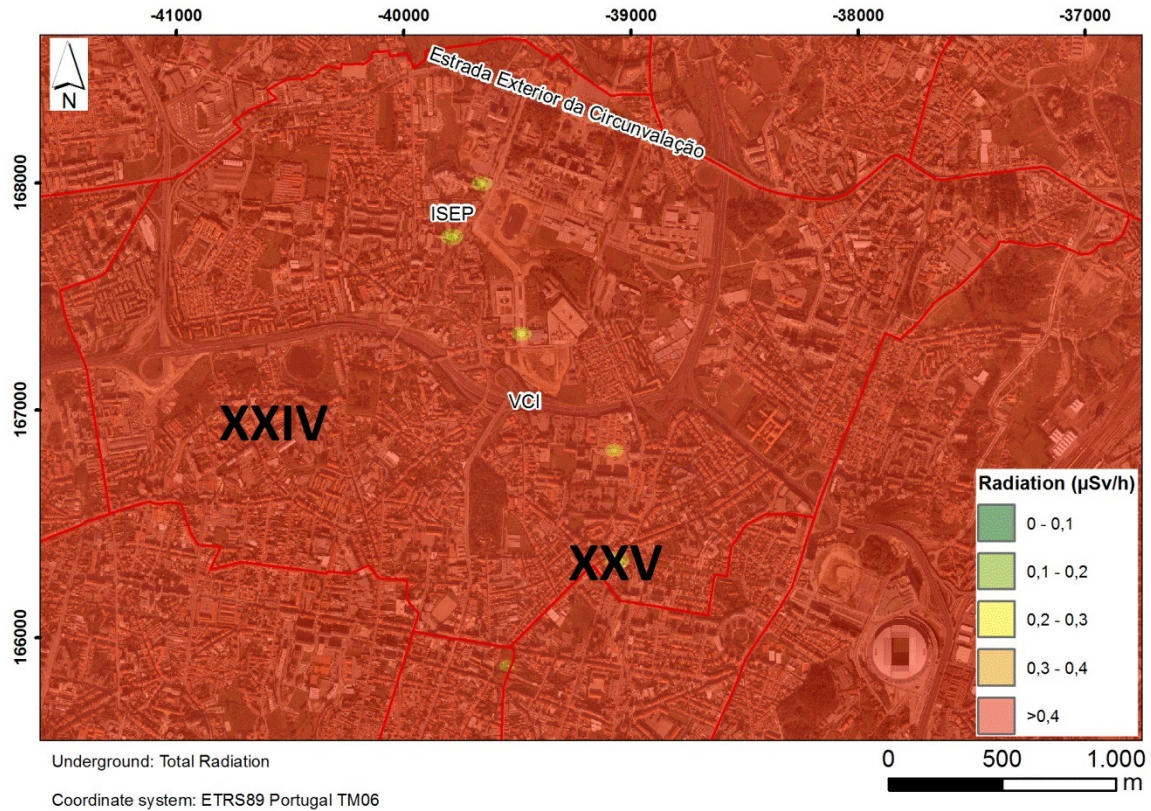 -41000
-40000
-39000
-38000
-37000
N
Estrada Exterior da Circunvalação
168000
ISEP
167000
VCI
XXIV
XXV
166000
Radiation (µSv/h)
0 - 0,1
0,1 - 0,2
0,2 - 0,3
0,3 - 0,4
>0,4
Underground: Total Radiation
0
500
1.000
m
Coordinate system: ETRS89 Portugal TM06